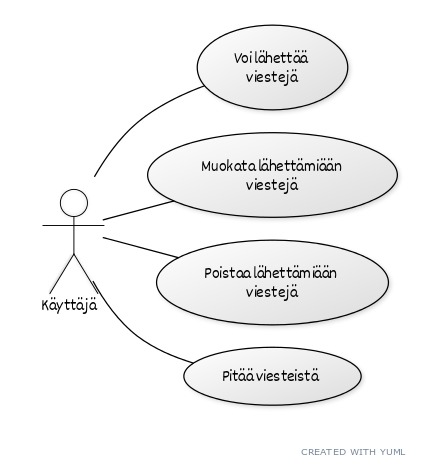 Voi lähettää
viestejä
Muokata lähettämiään
viestejä
Käyttäjä
Poistaa lähettämiään
viestejä
Pitää viesteistä
CREATED WITH YUML